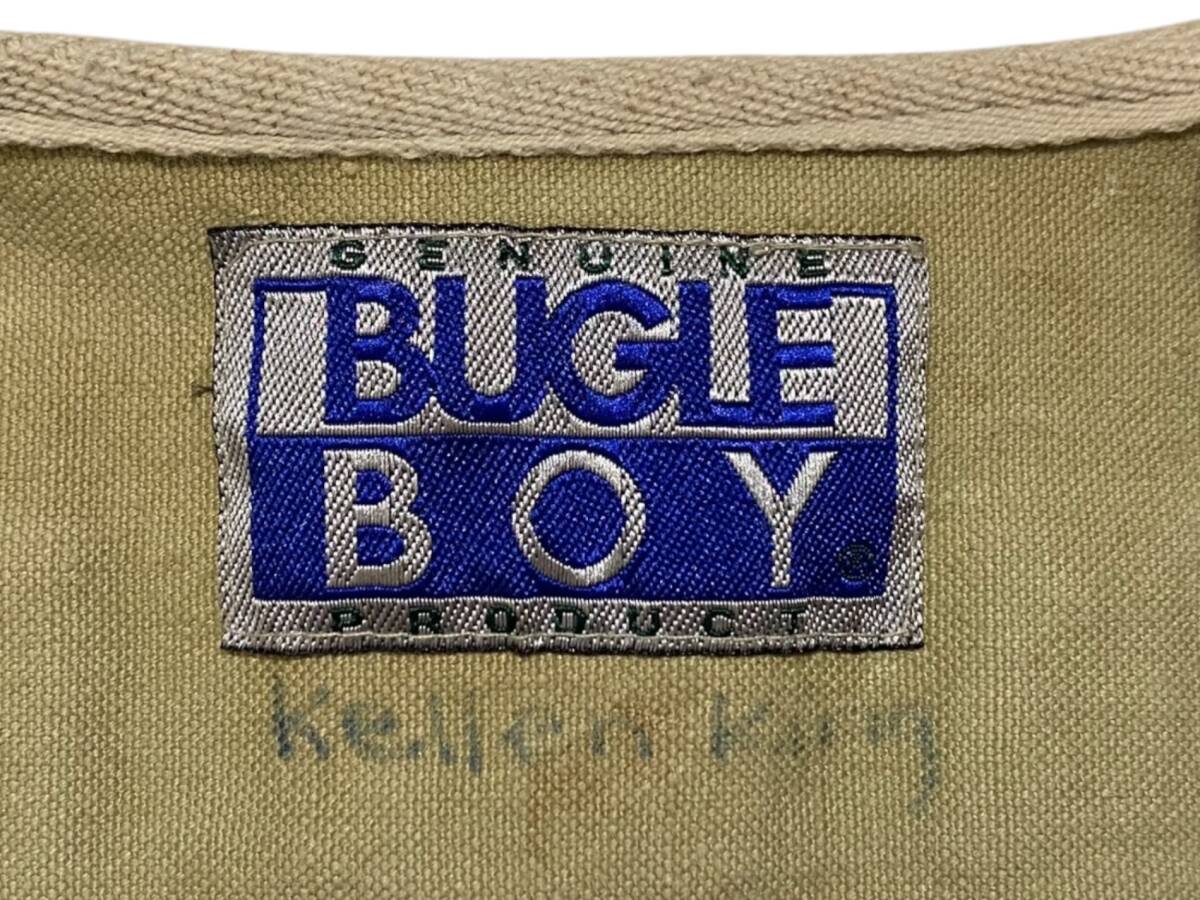 GENUINE
BUGLE
BOY®
PRODUCT
Kellen King